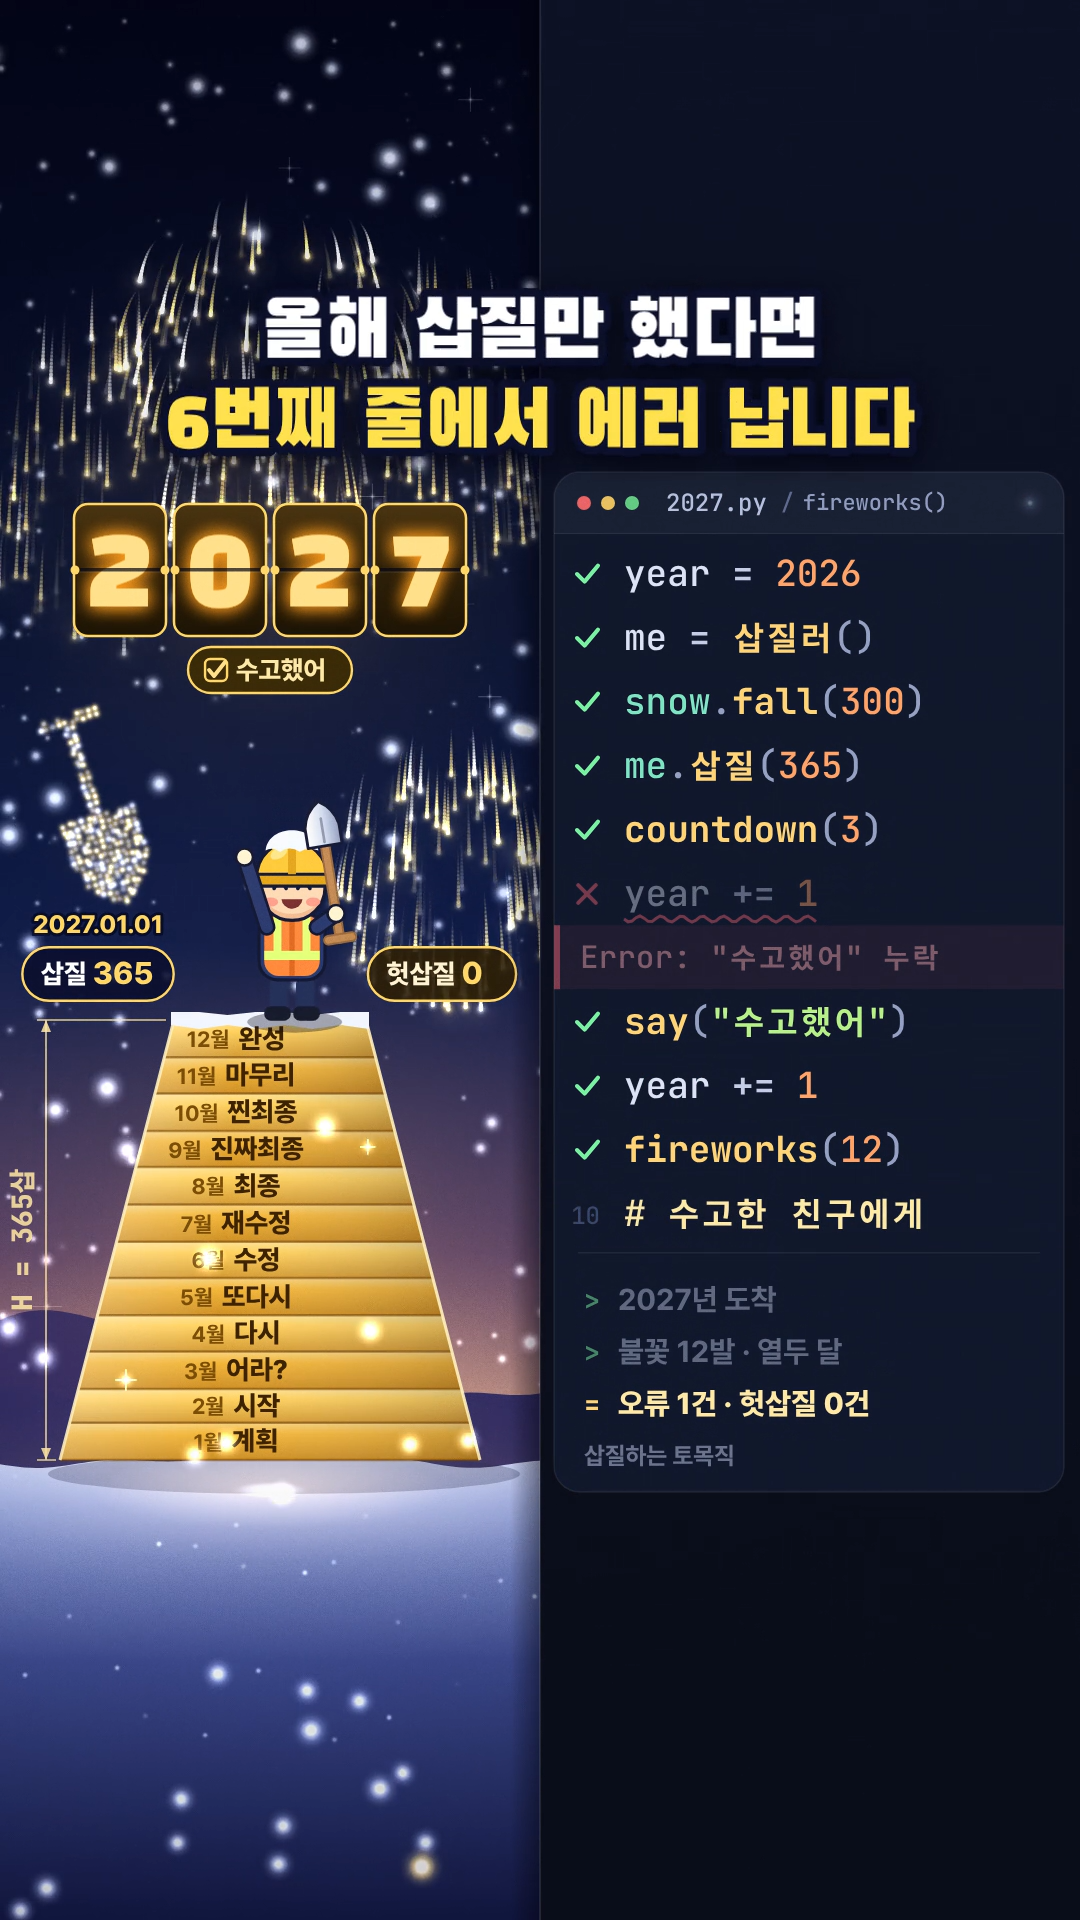 올해 삽질만 했다면
6번째 줄에서 에러 납니다
2027
수고했어
2027.01.01
삽질 365
헛삽질 0
H = 365삽
12월 완성
11월 마무리
10월 찐최종
9월 진짜최종
8월 최종
7월 재수정
6월 수정
5월 또다시
4월 다시
3월 어라?
2월 시작
1월 계획
2027.py / fireworks()
year = 2026
me = 삽질러()
snow.fall(300)
me.삽질(365)
countdown(3)
year += 1
Error: "수고했어" 누락
say("수고했어")
year += 1
fireworks(12)
10 # 수고한 친구에게
> 2027년 도착
> 불꽃 12발 · 열두 달
= 오류 1건 · 헛삽질 0건
삽질하는 토목직